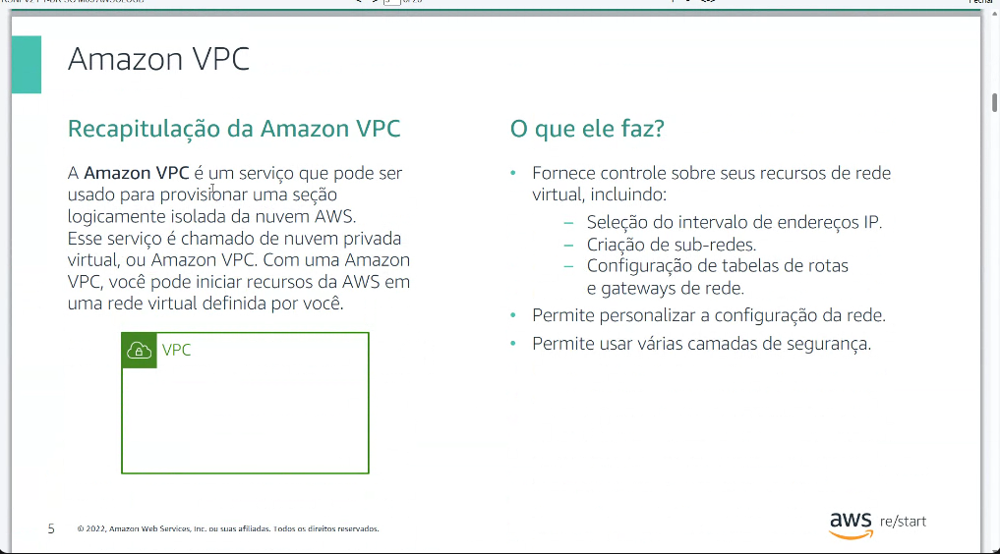 Amazon VPC
Recapitulação da Amazon VPC
A Amazon VPC é um serviço que pode ser
usado para provisionar uma seção
logicamente isolada da nuvem AWS.
Esse serviço é chamado de nuvem privada
virtual, ou Amazon VPC. Com uma Amazon
VPC, você pode iniciar recursos da AWS em
uma rede virtual definida por você.
VPC
O que ele faz?
• Fornece controle sobre seus recursos de rede
virtual, incluindo:
– Seleção do intervalo de endereços IP.
– Criação de sub-redes.
– Configuração de tabelas de rotas
e gateways de rede.
• Permite personalizar a configuração da rede.
• Permite usar várias camadas de segurança.
5
© 2022, Amazon Web Services, Inc. ou suas afiliadas. Todos os direitos reservados.
aws re/start